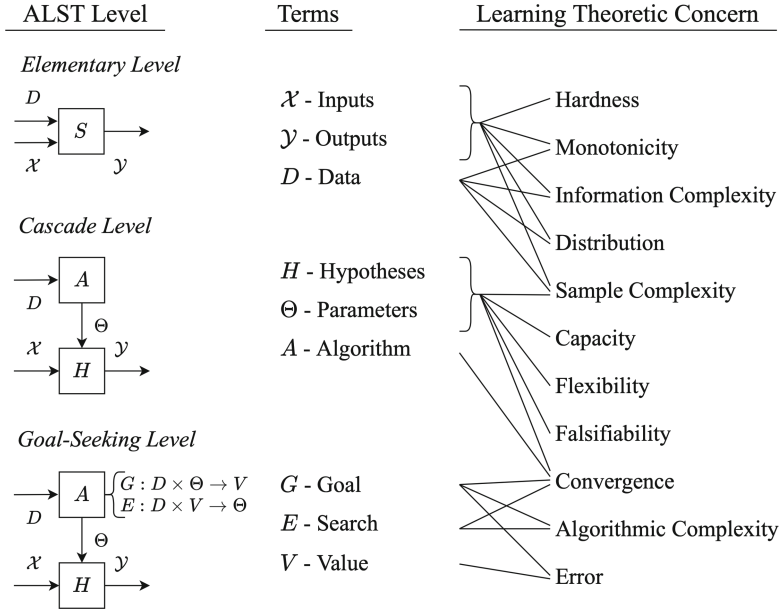 ALST Level Terms Learning Theoretic Concern
Elementary Level
D
S
𝒳 𝒴
𝒳 - Inputs
𝒴 - Outputs
D - Data
Hardness
Monotonicity
Information Complexity
Distribution
Sample Complexity
Cascade Level
A
D
Θ
𝒳 𝒴
H
H - Hypotheses
Θ - Parameters
A - Algorithm
Capacity
Flexibility
Falsifiability
Convergence
Goal-Seeking Level
A
G : D × Θ → V
E : D × V → Θ
D
Θ
𝒳 𝒴
H
G - Goal
E - Search
V - Value
Algorithmic Complexity
Error